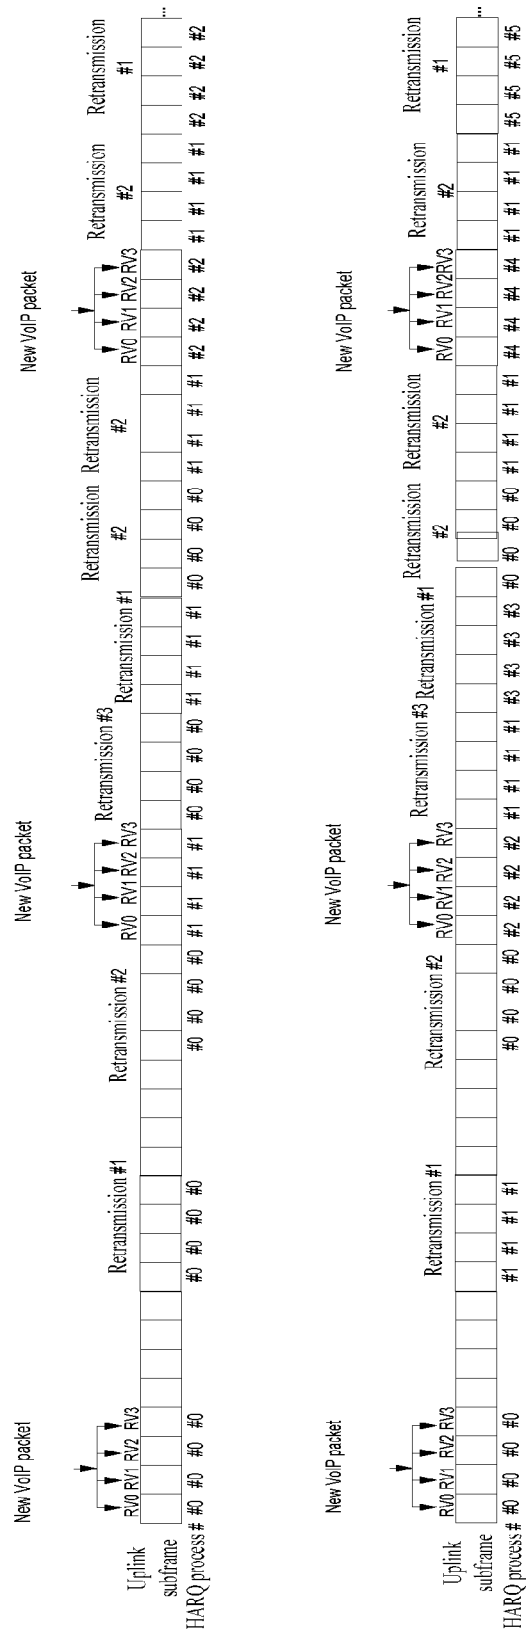 New VoIP packet New VoIP packet New VoIP packet
RV0 RV1 RV2 RV3 Retransmission #1 Retransmission #2 RV0 RV1 RV2 RV3 Retransmission #3 Retransmission #1 Retransmission #2 Retransmission #2 RV0 RV1 RV2 RV3 Retransmission #2 Retransmission #1
Uplink
subframe ...
HARQ process # #0 #0 #0 #0 #0 #0 #0 #0 #0 #0 #0 #0 #1 #1 #1 #1 #0 #0 #0 #0 #1 #1 #1 #1 #0 #0 #0 #0 #1 #1 #1 #1 #2 #2 #2 #2 #1 #1 #1 #1 #2 #2 #2 #2
New VoIP packet New VoIP packet New VoIP packet
RV0 RV1 RV2 RV3 Retransmission #1 Retransmission #2 RV0 RV1 RV2 RV3 Retransmission #3 Retransmission #1 Retransmission #2 Retransmission #2 RV0 RV1 RV2 RV3 Retransmission #2 Retransmission #1
Uplink
subframe ...
HARQ process # #0 #0 #0 #0 #1 #1 #1 #1 #0 #0 #0 #0 #2 #2 #2 #2 #1 #1 #1 #1 #3 #3 #3 #3 #0 #0 #0 #0 #1 #1 #1 #1 #4 #4 #4 #4 #1 #1 #1 #1 #5 #5 #5 #5